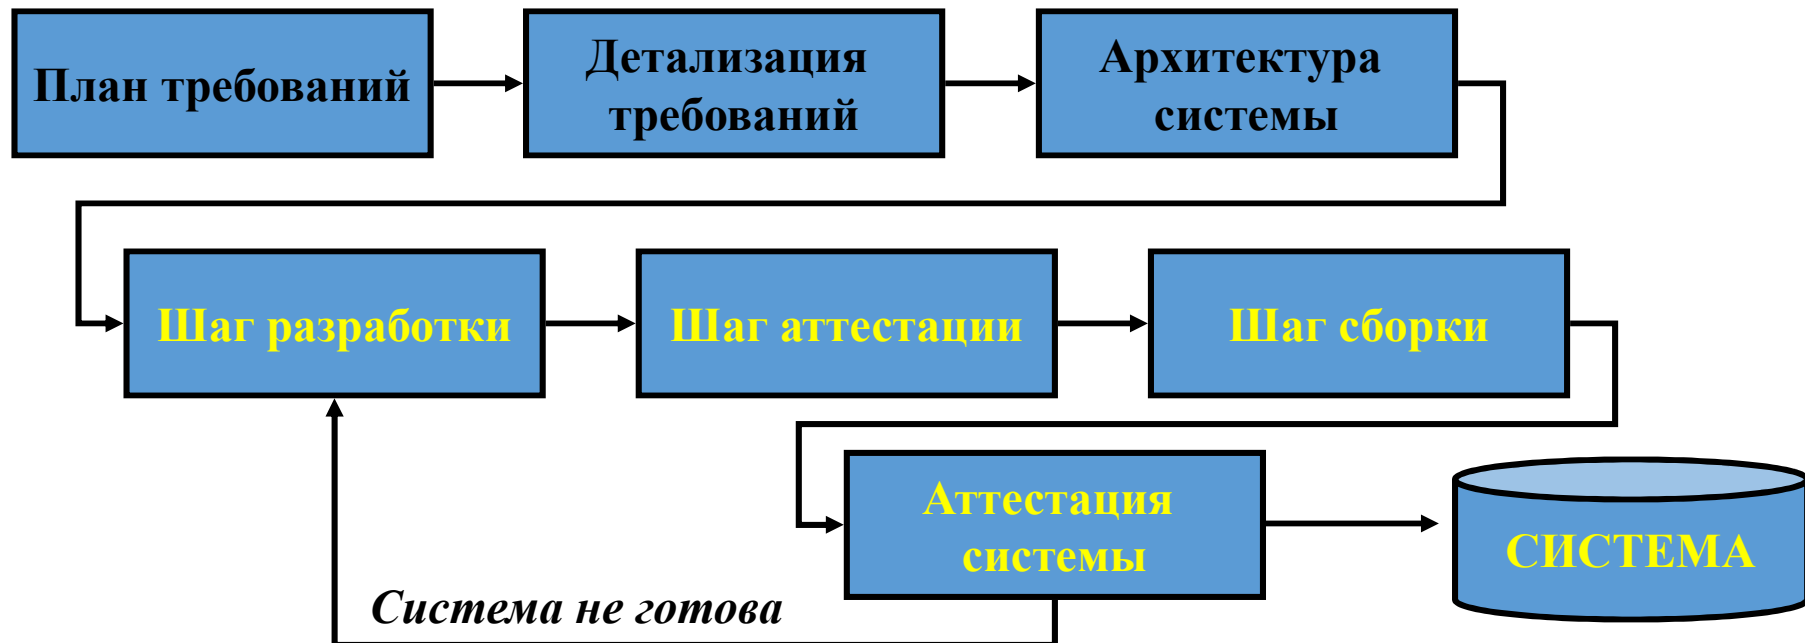 План требований
Детализация
требований
Архитектура
системы
Шаг разработки
Шаг аттестации
Шаг сборки
Аттестация
системы
СИСТЕМА
Система не готова